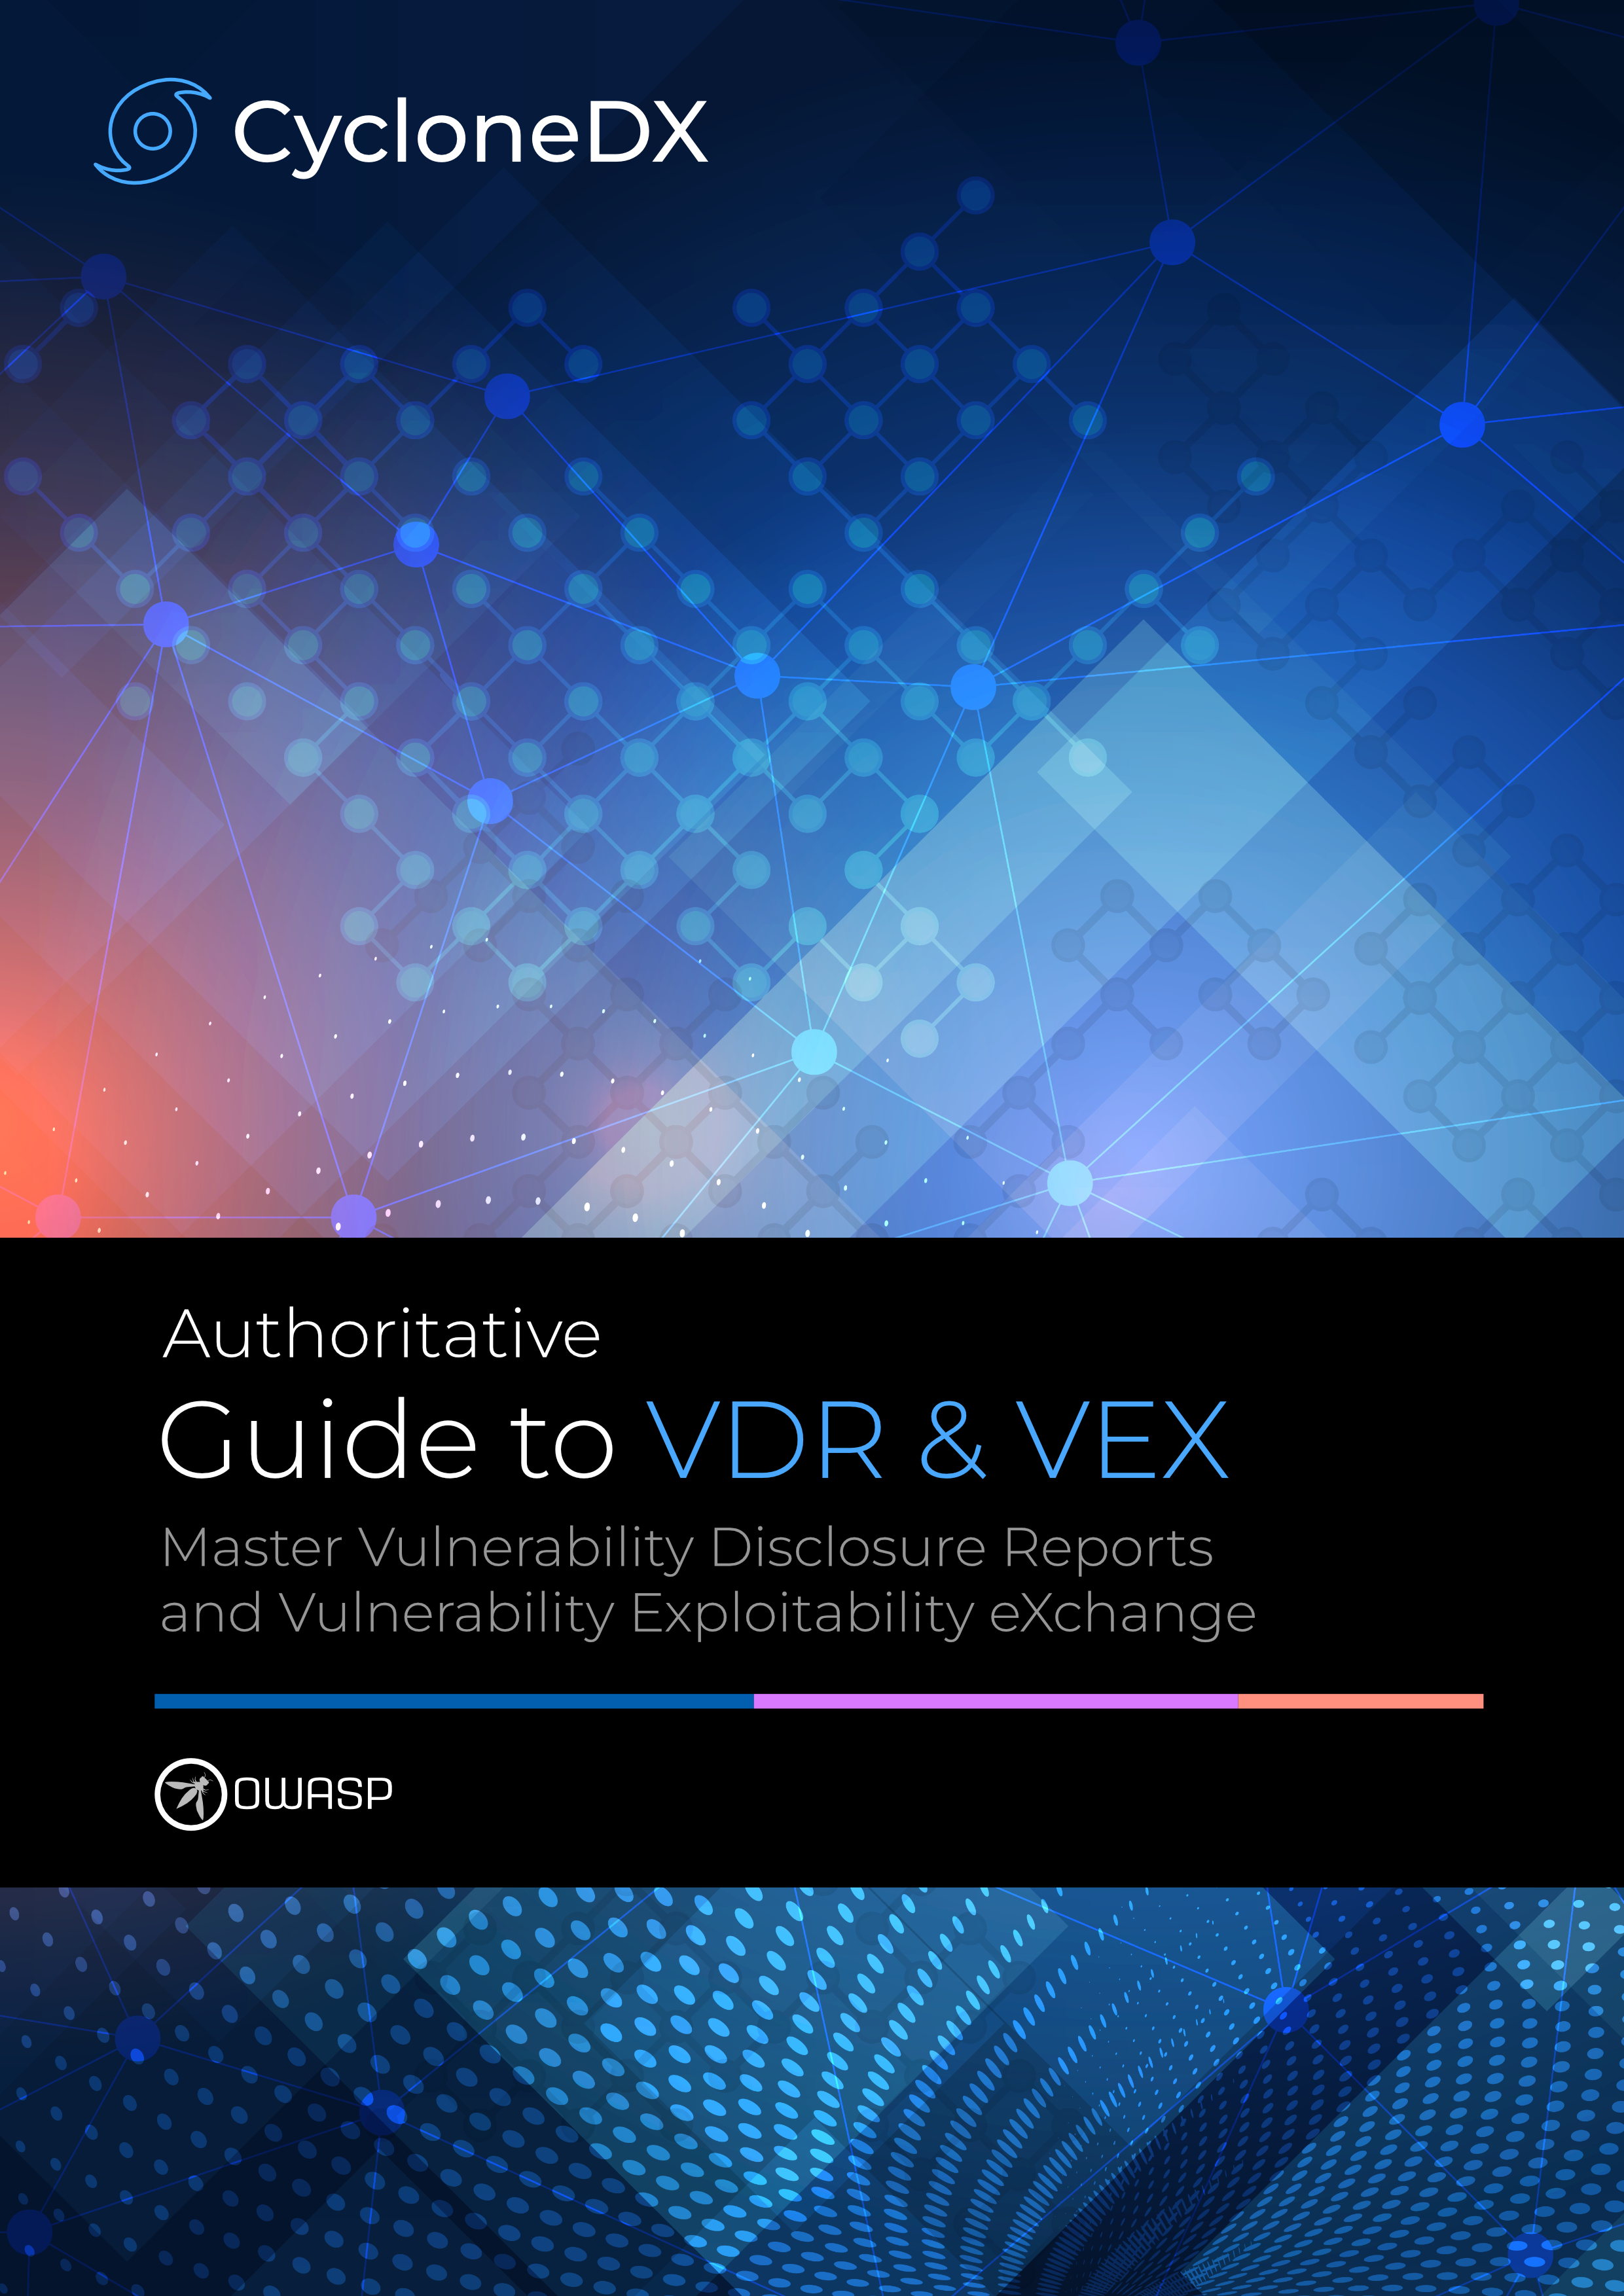 CycloneDX
Authoritative
Guide to VDR & VEX
Master Vulnerability Disclosure Reports
and Vulnerability Exploitability eXchange
OWASP